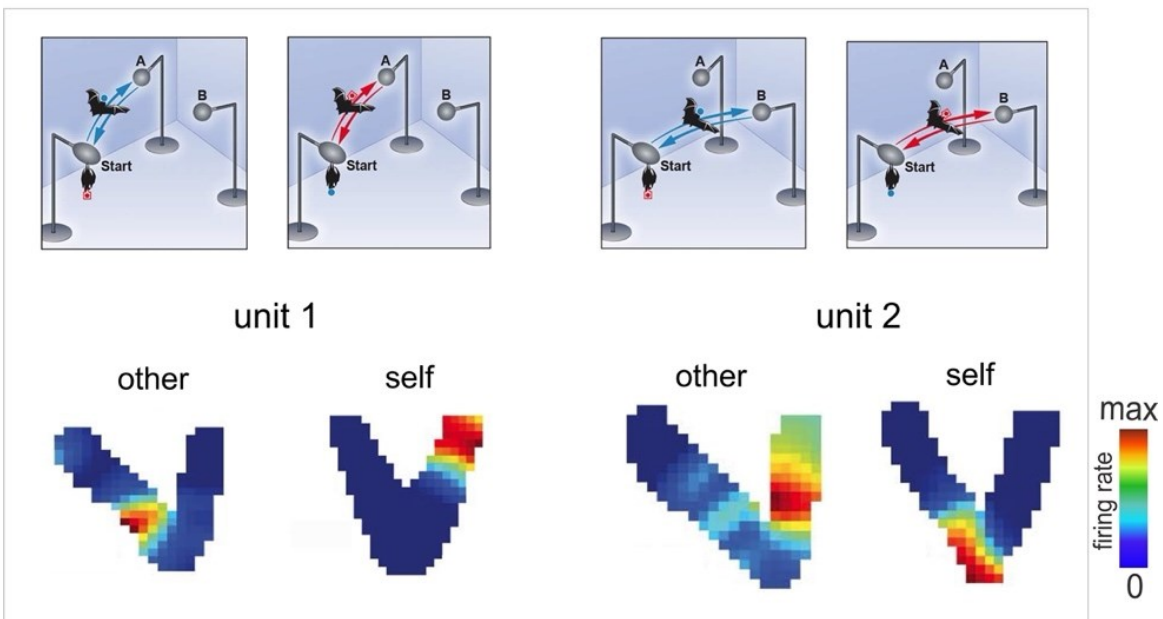 A
B
Start
A
B
Start
A
B
Start
A
B
Start
unit 1
unit 2
other
self
other
self
max
firing rate
0